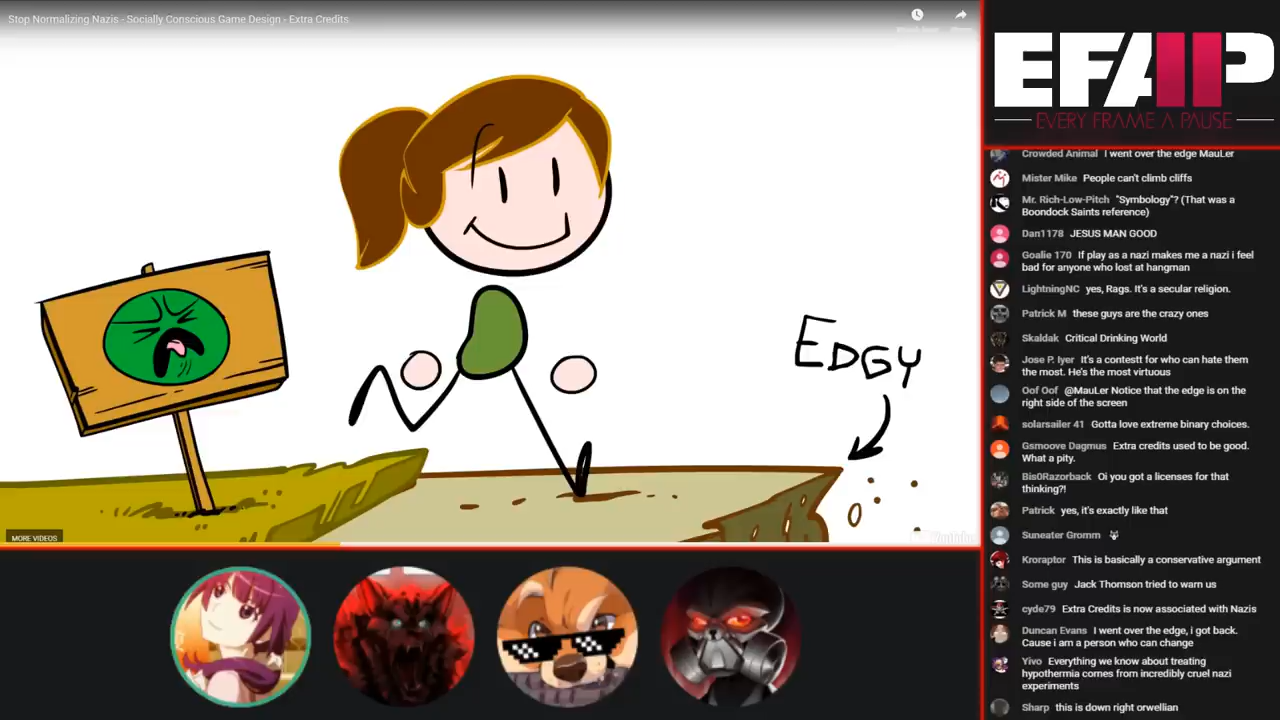 Stop Normalizing Nazis - Socially Conscious Game Design - Extra Credits
EDGY
MORE VIDEOS
EFAP
EVERY FRAME A PAUSE
Crowded Animal I went over the edge MauLer
Mister Mike People can't climb cliffs
Mr. Rich-Low-Pitch "Symbology"? (That was a
Boondock Saints reference)
Dan1178 JESUS MAN GOOD
Goalie 170 If play as a nazi makes me a nazi i feel
bad for anyone who lost at hangman
LightningNC yes, Rags. It's a secular religion.
Patrick M these guys are the crazy ones
Skaldak Critical Drinking World
Jose P. Iyer It's a contestt for who can hate them
the most. He's the most virtuous
Oof Oof @MauLer Notice that the edge is on the
right side of the screen
solarsailer 41 Gotta love extreme binary choices.
Gsmoove Dagmus Extra credits used to be good.
What a pity.
Bis0Razorback Oi you got a licenses for that
thinking?!
Patrick yes, it's exactly like that
Suneater Gromm
Kroraptor This is basically a conservative argument
Some guy Jack Thomson tried to warn us
cyde79 Extra Credits is now associated with Nazis
Duncan Evans I went over the edge, i got back.
Cause i am a person who can change
Yivo Everything we know about treating
hypothermia comes from incredibly cruel nazi
experiments
Sharp this is down right orwellian